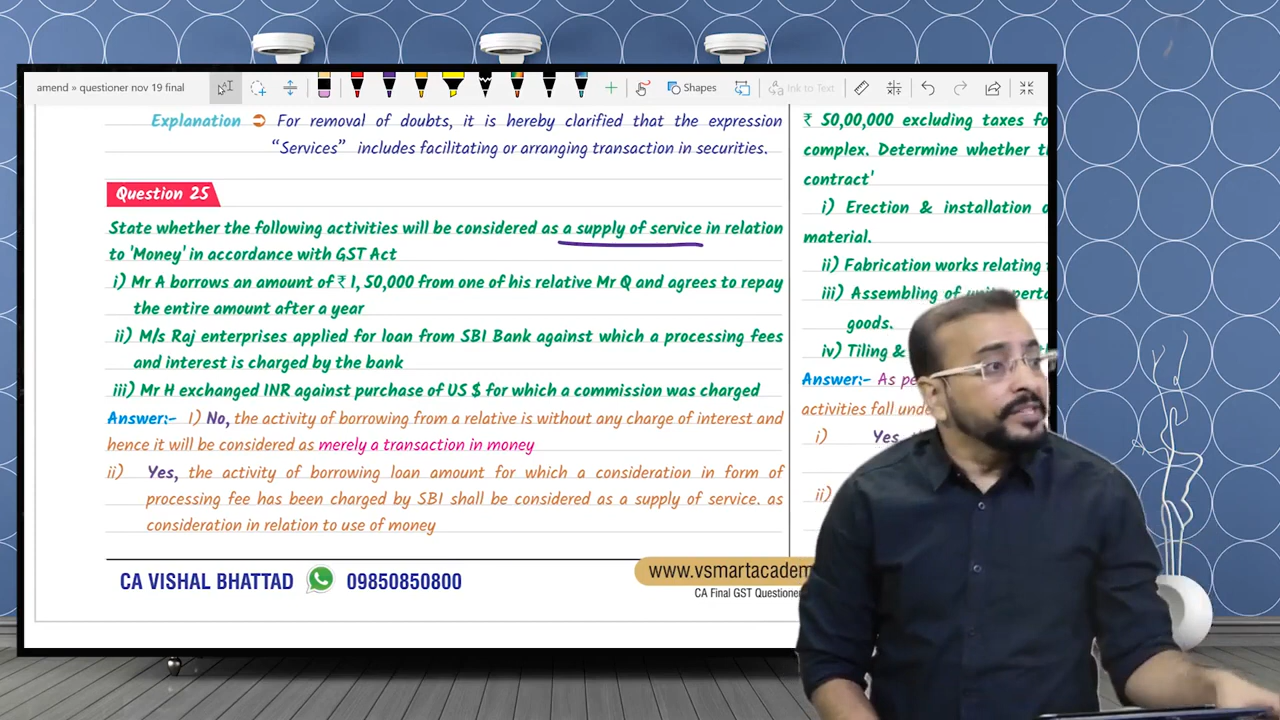 amend » questioner nov 19 final
Shapes
Ink to Text
Explanation ➲ For removal of doubts, it is hereby clarified that the expression
“Services” includes facilitating or arranging transaction in securities.
Question 25
State whether the following activities will be considered as a supply of service in relation
to 'Money' in accordance with GST Act
i) Mr A borrows an amount of ₹ 1, 50,000 from one of his relative Mr Q and agrees to repay
the entire amount after a year
ii) M/s Raj enterprises applied for loan from SBI Bank against which a processing fees
and interest is charged by the bank
iii) Mr H exchanged INR against purchase of US $ for which a commission was charged
Answer:- i) No, the activity of borrowing from a relative is without any charge of interest and
hence it will be considered as merely a transaction in money
ii) Yes, the activity of borrowing loan amount for which a consideration in form of
processing fee has been charged by SBI shall be considered as a supply of service. as
consideration in relation to use of money
CA VISHAL BHATTAD 09850850800
www.vsmartacadem
CA Final GST Questioner
₹ 50,00,000 excluding taxes fo
complex. Determine whether
contract'
i) Erection & installation
material.
ii) Fabrication works relating
iii) Assembling of
goods.
iv) Tiling &
Answer:- As pe
activities fall unde
i) Yes,
ii)